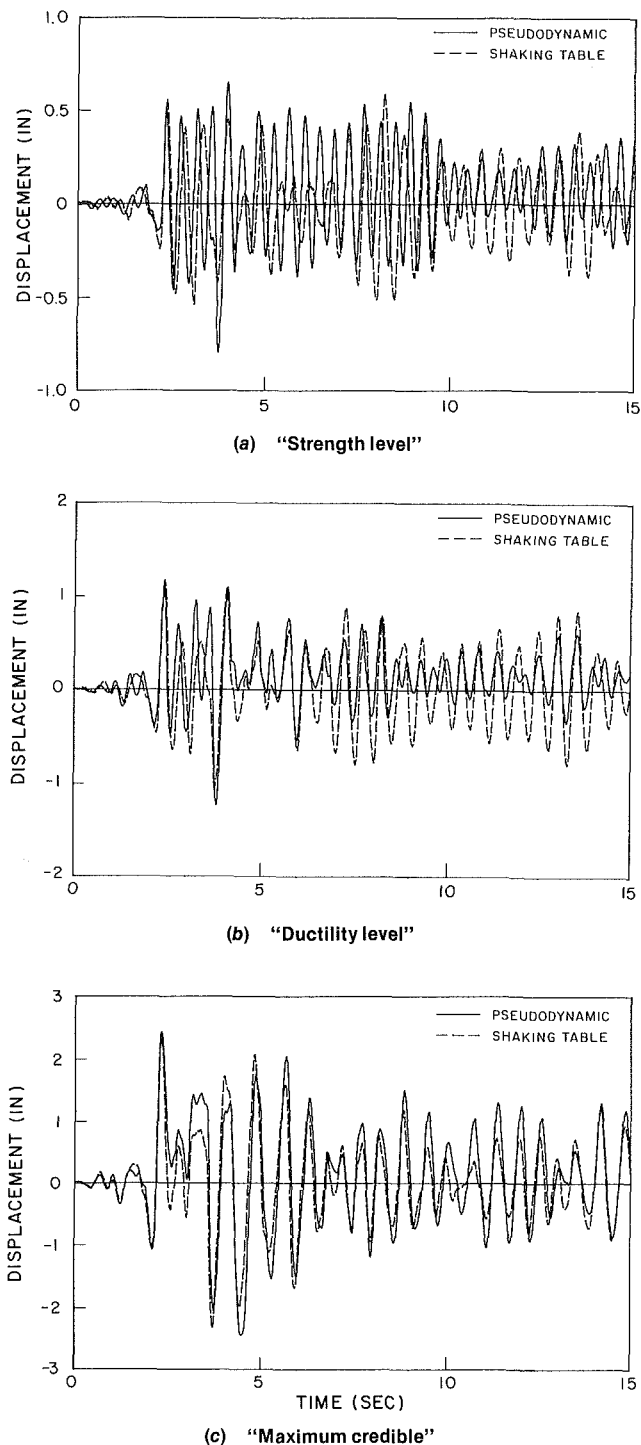 1.0
PSEUDODYNAMIC
SHAKING TABLE
0.5
0
-0.5
-1.0
DISPLACEMENT (IN)
0 5 10 15
(a) "Strength level"
2
PSEUDODYNAMIC
SHAKING TABLE
1
0
-1
-2
DISPLACEMENT (IN)
0 5 10 15
(b) "Ductility level"
3
PSEUDODYNAMIC
SHAKING TABLE
2
1
0
-1
-2
-3
DISPLACEMENT (IN)
0 5 10 15
TIME (SEC)
(c) "Maximum credible"